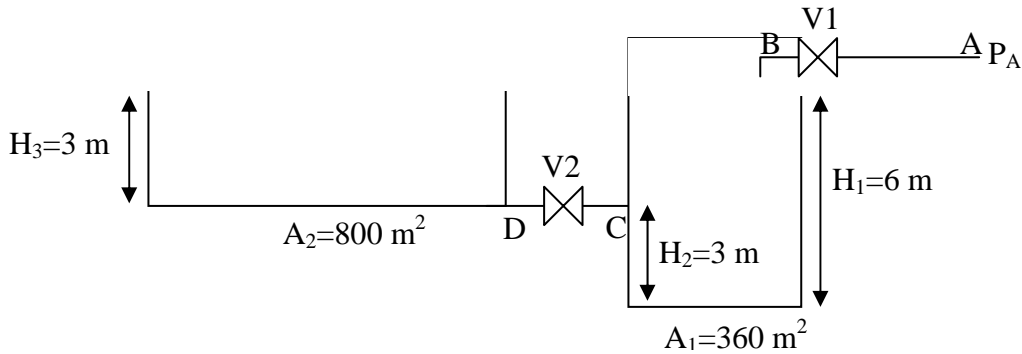 V1
B
A
P_A
H₃=3 m
V2
H₁=6 m
A₂=800 m²
D
C
H₂=3 m
A₁=360 m²